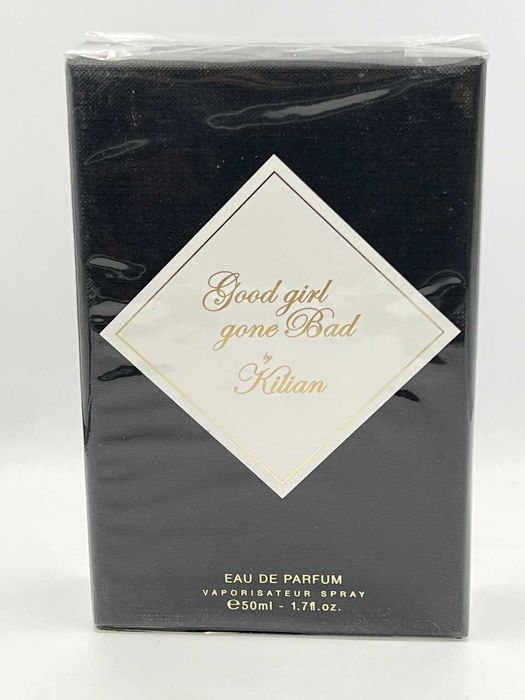 Good girl
gone Bad
by
Kilian
EAU DE PARFUM
VAPORISATEUR SPRAY
℮50ml - 1.7fl.oz.